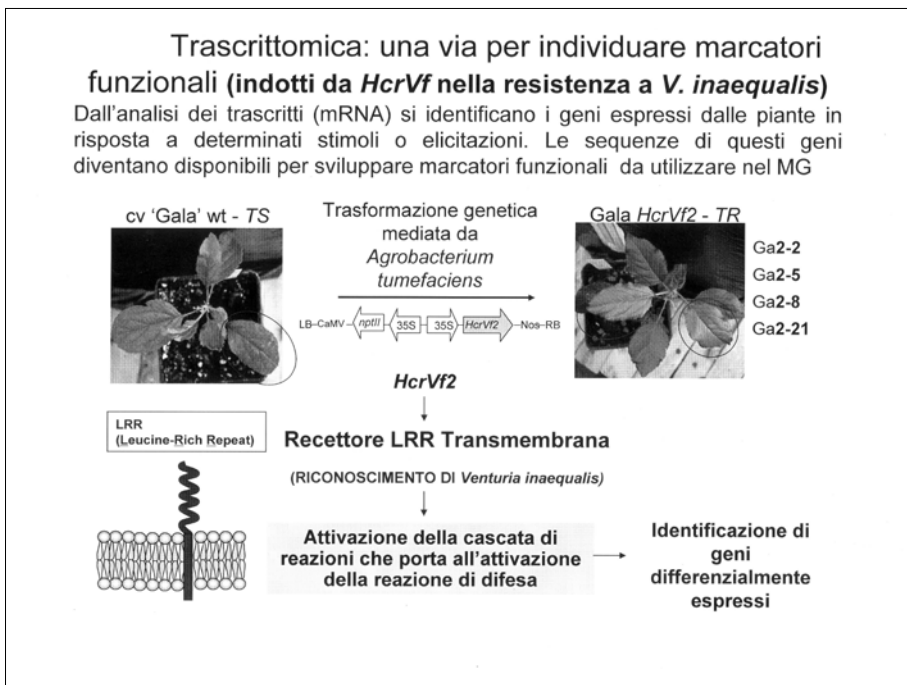 Trascrittomica: una via per individuare marcatori
funzionali (indotti da HcrVf nella resistenza a V. inaequalis)
Dall'analisi dei trascritti (mRNA) si identificano i geni espressi dalle piante in
risposta a determinati stimoli o elicitazioni. Le sequenze di questi geni
diventano disponibili per sviluppare marcatori funzionali da utilizzare nel MG
cv 'Gala' wt - TS
Trasformazione genetica
mediata da
Agrobacterium
tumefaciens
Gala HcrVf2 - TR
Ga2-2
Ga2-5
Ga2-8
Ga2-21
LB–CaMV nptII 35S 35S HcrVf2 Nos–RB
HcrVf2
LRR
(Leucine-Rich Repeat)
Recettore LRR Transmembrana
(RICONOSCIMENTO DI Venturia inaequalis)
Attivazione della cascata di
reazioni che porta all'attivazione
della reazione di difesa
Identificazione di
geni
differenzialmente
espressi